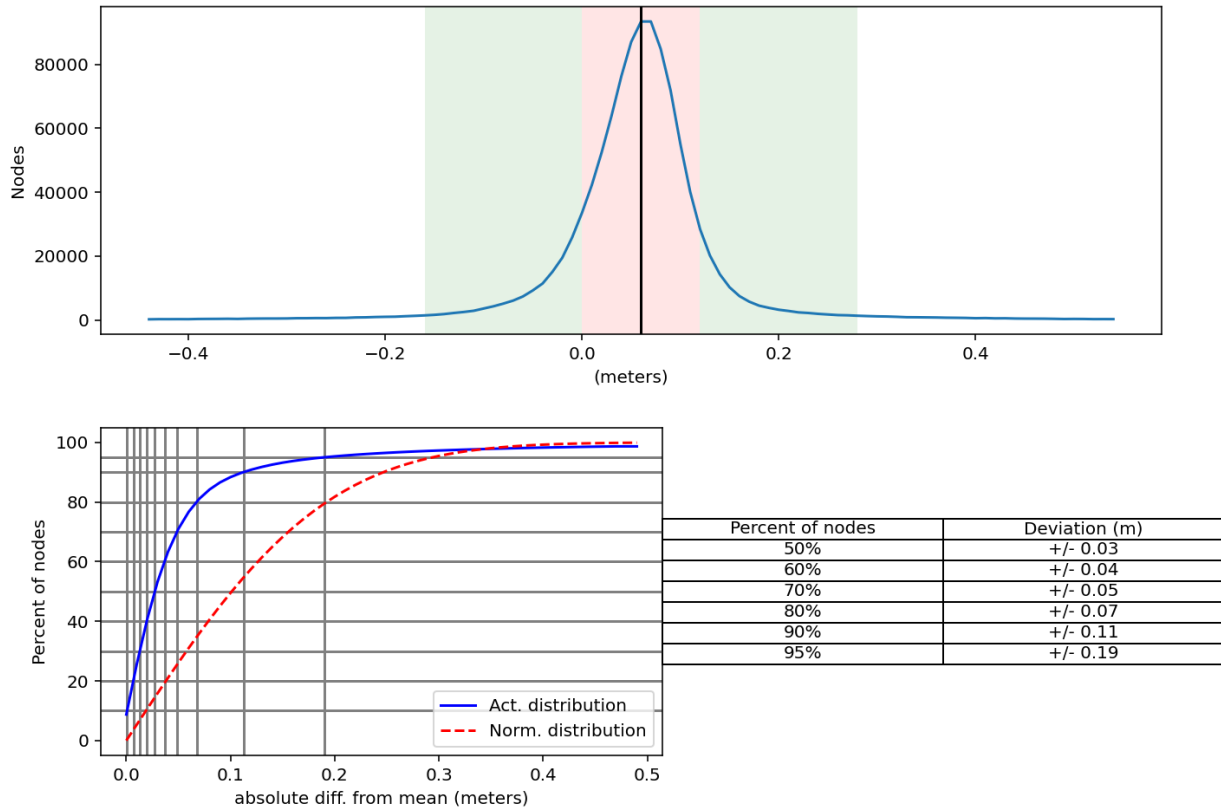 Nodes
80000
60000
40000
20000
0
−0.4 −0.2 0.0 0.2 0.4
(meters)
Percent of nodes
100
80
60
40
20
0
Act. distribution
Norm. distribution
0.0 0.1 0.2 0.3 0.4 0.5
absolute diff. from mean (meters)
Percent of nodes Deviation (m)
50% +/- 0.03
60% +/- 0.04
70% +/- 0.05
80% +/- 0.07
90% +/- 0.11
95% +/- 0.19